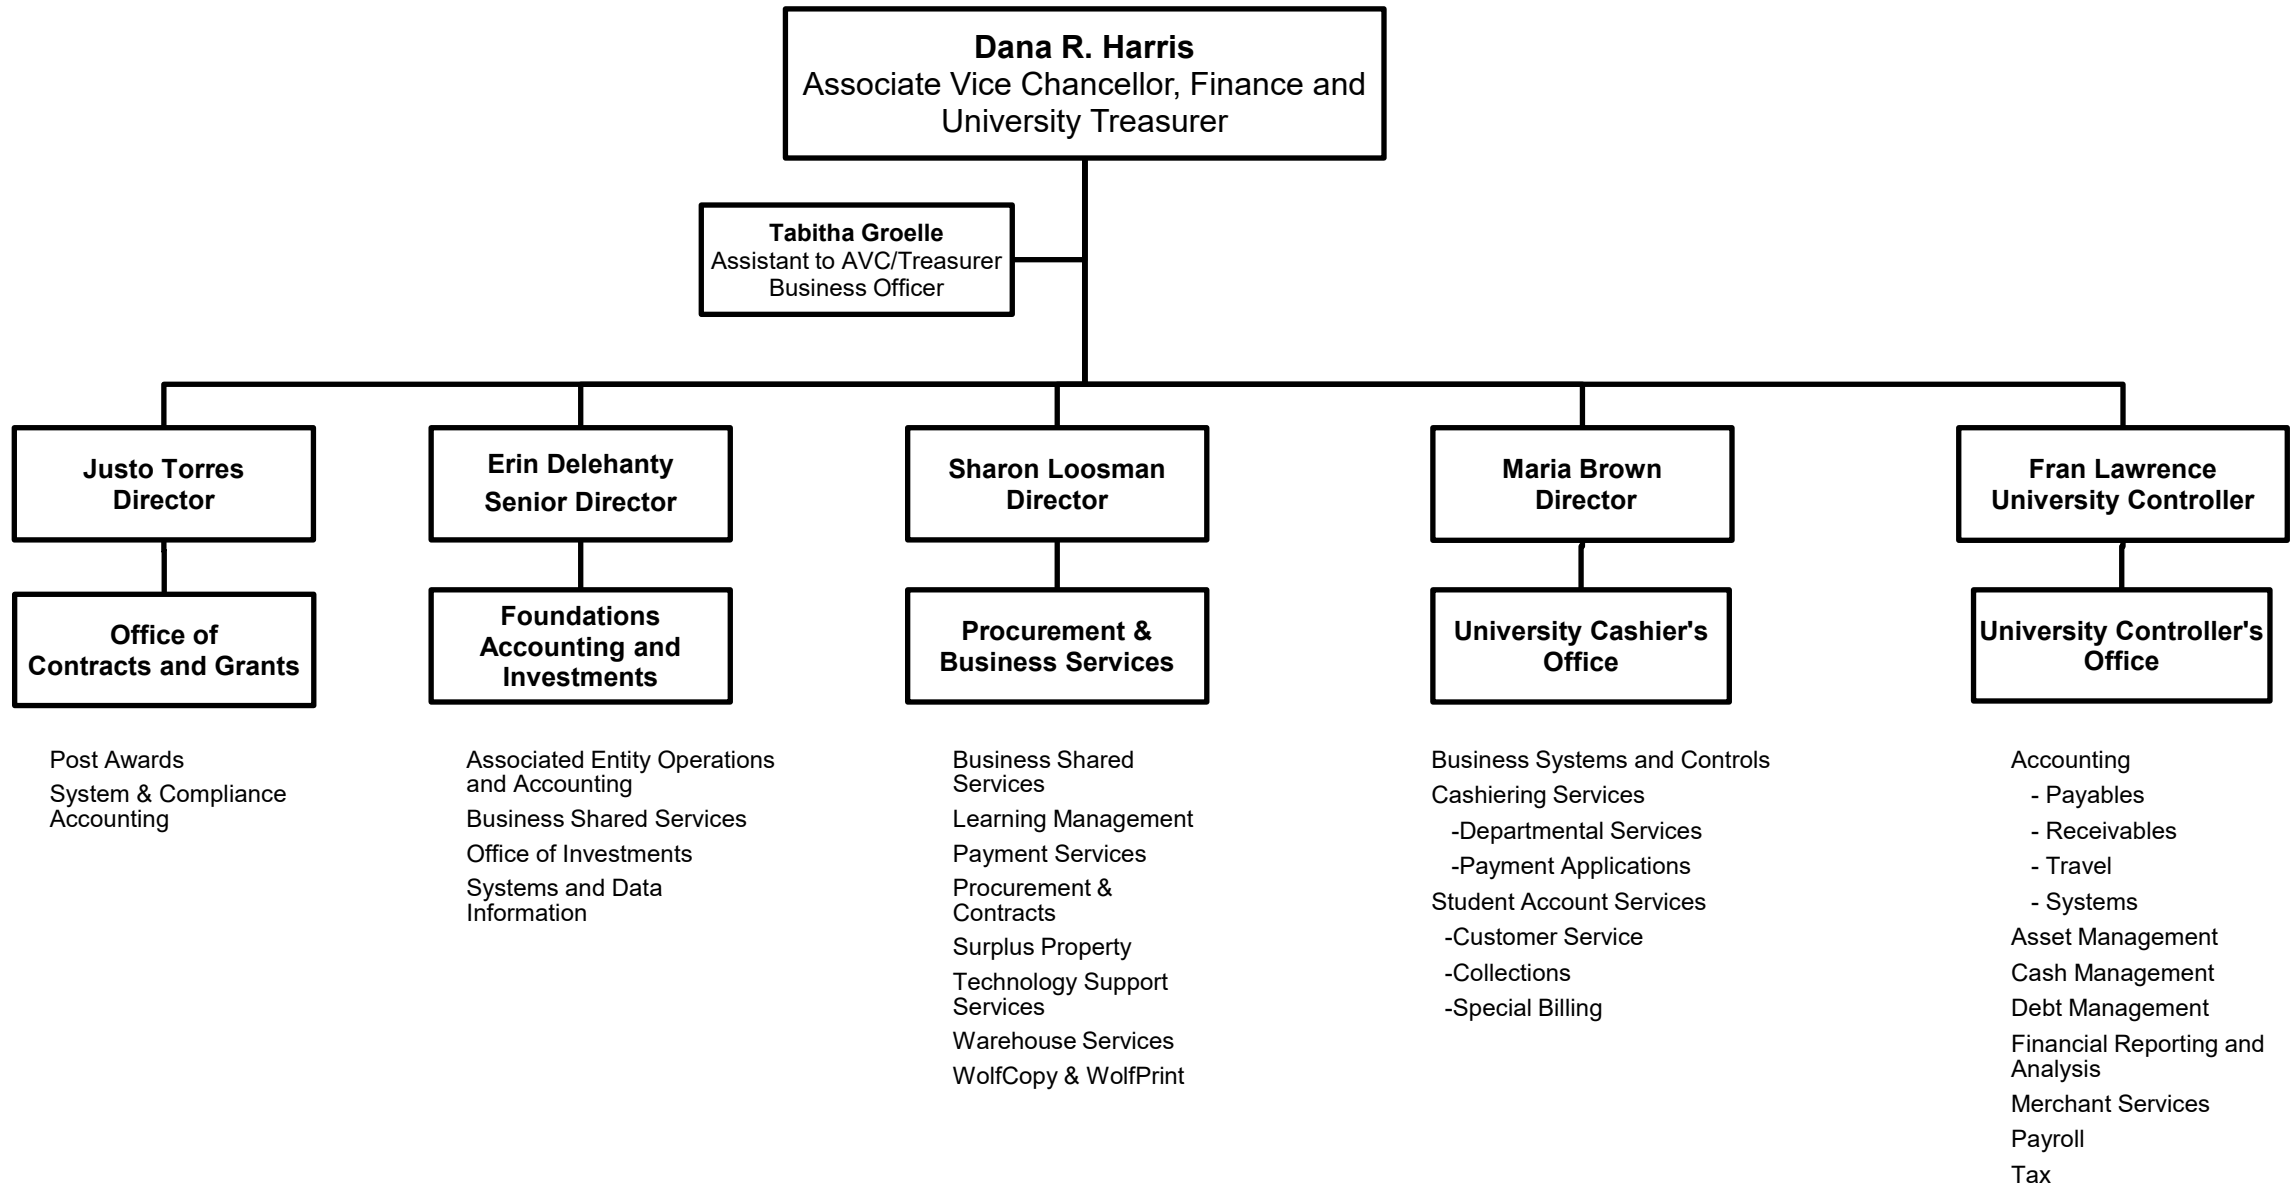 Dana R. Harris
Associate Vice Chancellor, Finance and
University Treasurer
Tabitha Groelle
Assistant to AVC/Treasurer
Business Officer
Justo Torres
Director
Erin Delehanty
Senior Director
Sharon Loosman
Director
Maria Brown
Director
Fran Lawrence
University Controller
Office of
Contracts and Grants
Foundations
Accounting and
Investments
Procurement &
Business Services
University Cashier's
Office
University Controller's
Office
Post Awards
System & Compliance
Accounting
Associated Entity Operations
and Accounting
Business Shared Services
Office of Investments
Systems and Data
Information
Business Shared
Services
Learning Management
Payment Services
Procurement &
Contracts
Surplus Property
Technology Support
Services
Warehouse Services
WolfCopy & WolfPrint
Business Systems and Controls
Cashiering Services
-Departmental Services
-Payment Applications
Student Account Services
-Customer Service
-Collections
-Special Billing
Accounting
- Payables
- Receivables
- Travel
- Systems
Asset Management
Cash Management
Debt Management
Financial Reporting and
Analysis
Merchant Services
Payroll
Tax